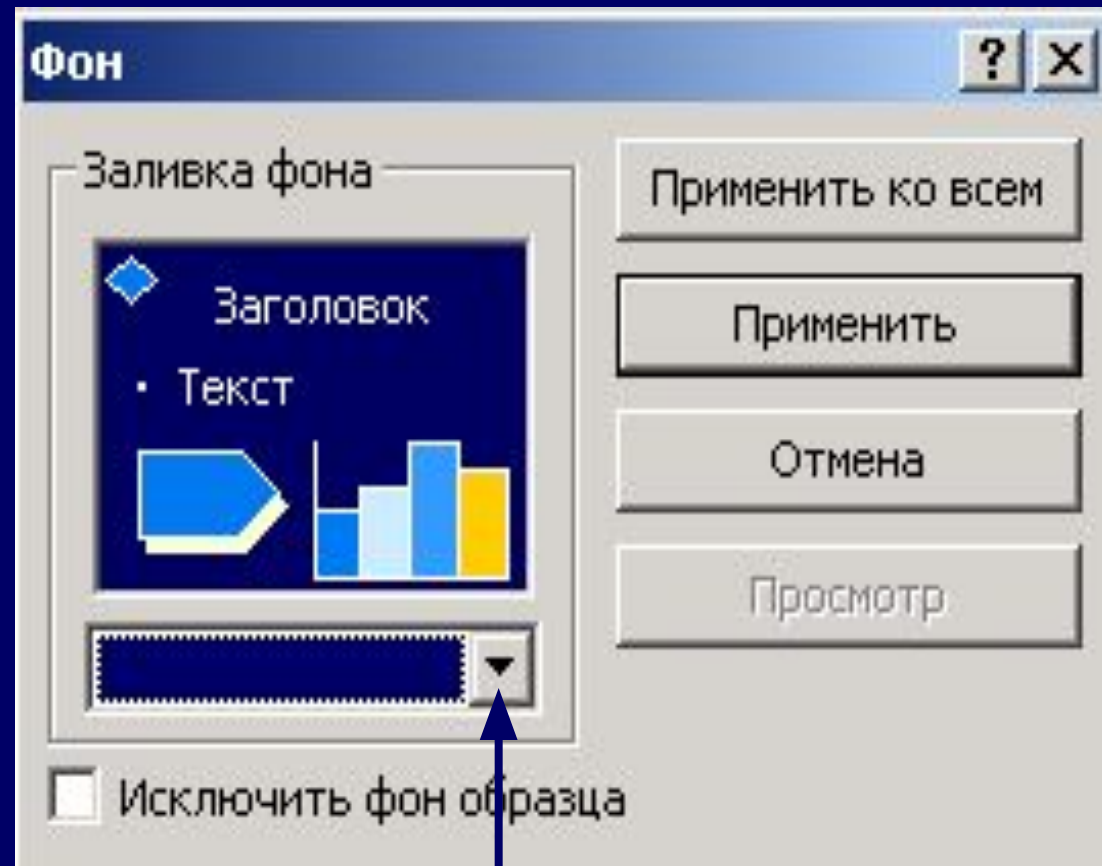 Фон
Заливка фона
Заголовок
· Текст
Исключить фон образца
Применить ко всем
Применить
Отмена
Просмотр